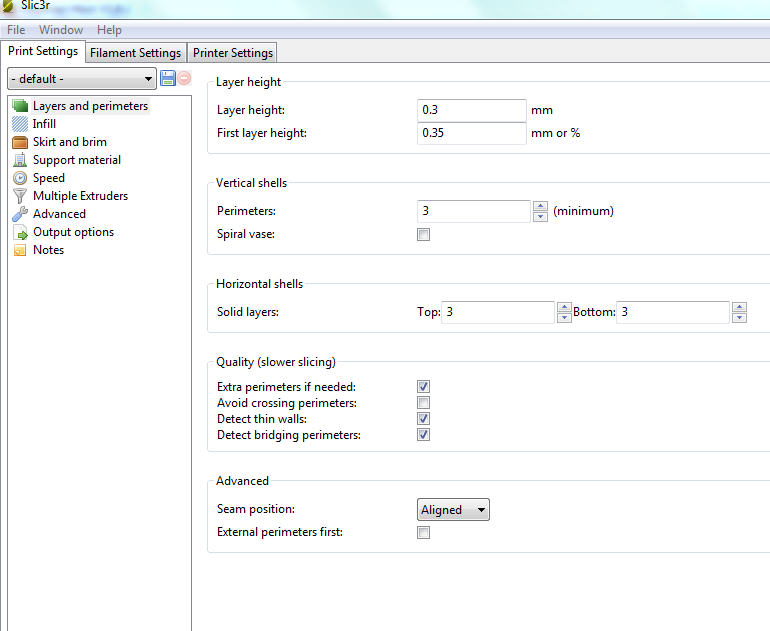 Slic3r
File Window Help
Print Settings Filament Settings Printer Settings
- default -
Layers and perimeters
Infill
Skirt and brim
Support material
Speed
Multiple Extruders
Advanced
Output options
Notes
Layer height
Layer height: 0.3 mm
First layer height: 0.35 mm or %
Vertical shells
Perimeters: 3 (minimum)
Spiral vase:
Horizontal shells
Solid layers: Top: 3 Bottom: 3
Quality (slower slicing)
Extra perimeters if needed:
Avoid crossing perimeters:
Detect thin walls:
Detect bridging perimeters:
Advanced
Seam position: Aligned
External perimeters first: